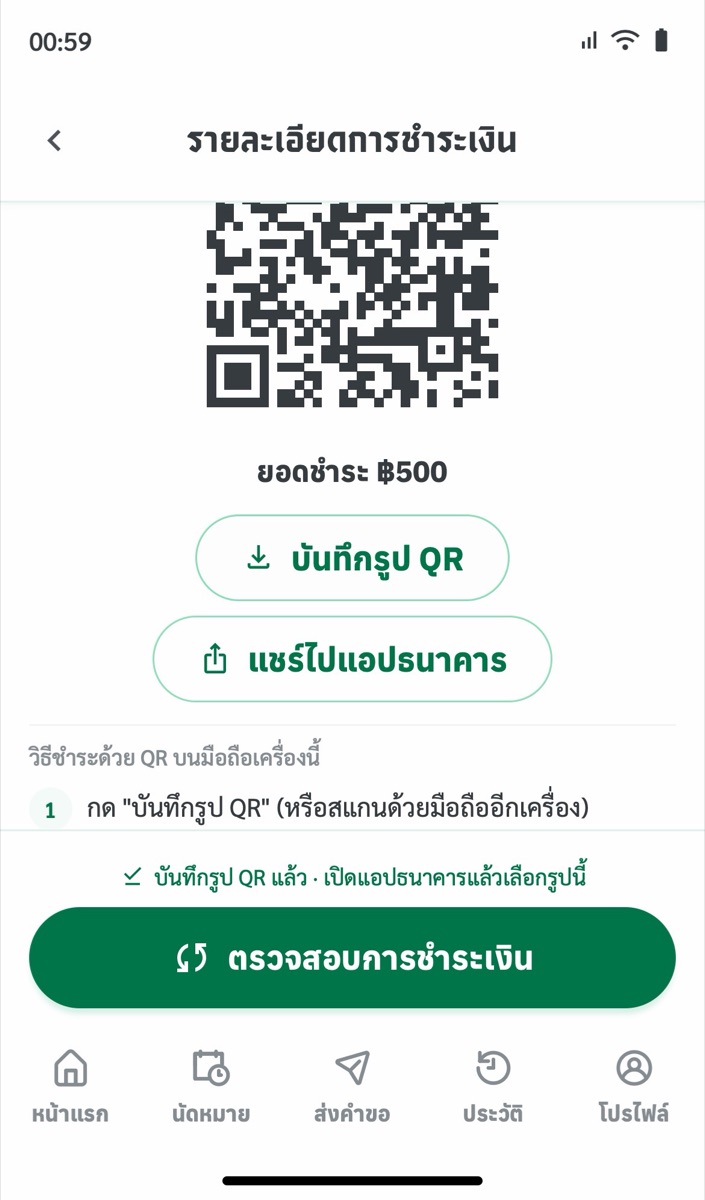 00:59
รายละเอียดการชำระเงิน
ยอดชำระ ฿500
บันทึกรูป QR
แชร์ไปแอปธนาคาร
วิธีชำระด้วย QR บนมือถือเครื่องนี้
1 กด "บันทึกรูป QR" (หรือสแกนด้วยมือถืออีกเครื่อง)
บันทึกรูป QR แล้ว · เปิดแอปธนาคารแล้วเลือกรูปนี้
ตรวจสอบการชำระเงิน
หน้าแรก นัดหมาย ส่งคำขอ ประวัติ โปรไฟล์